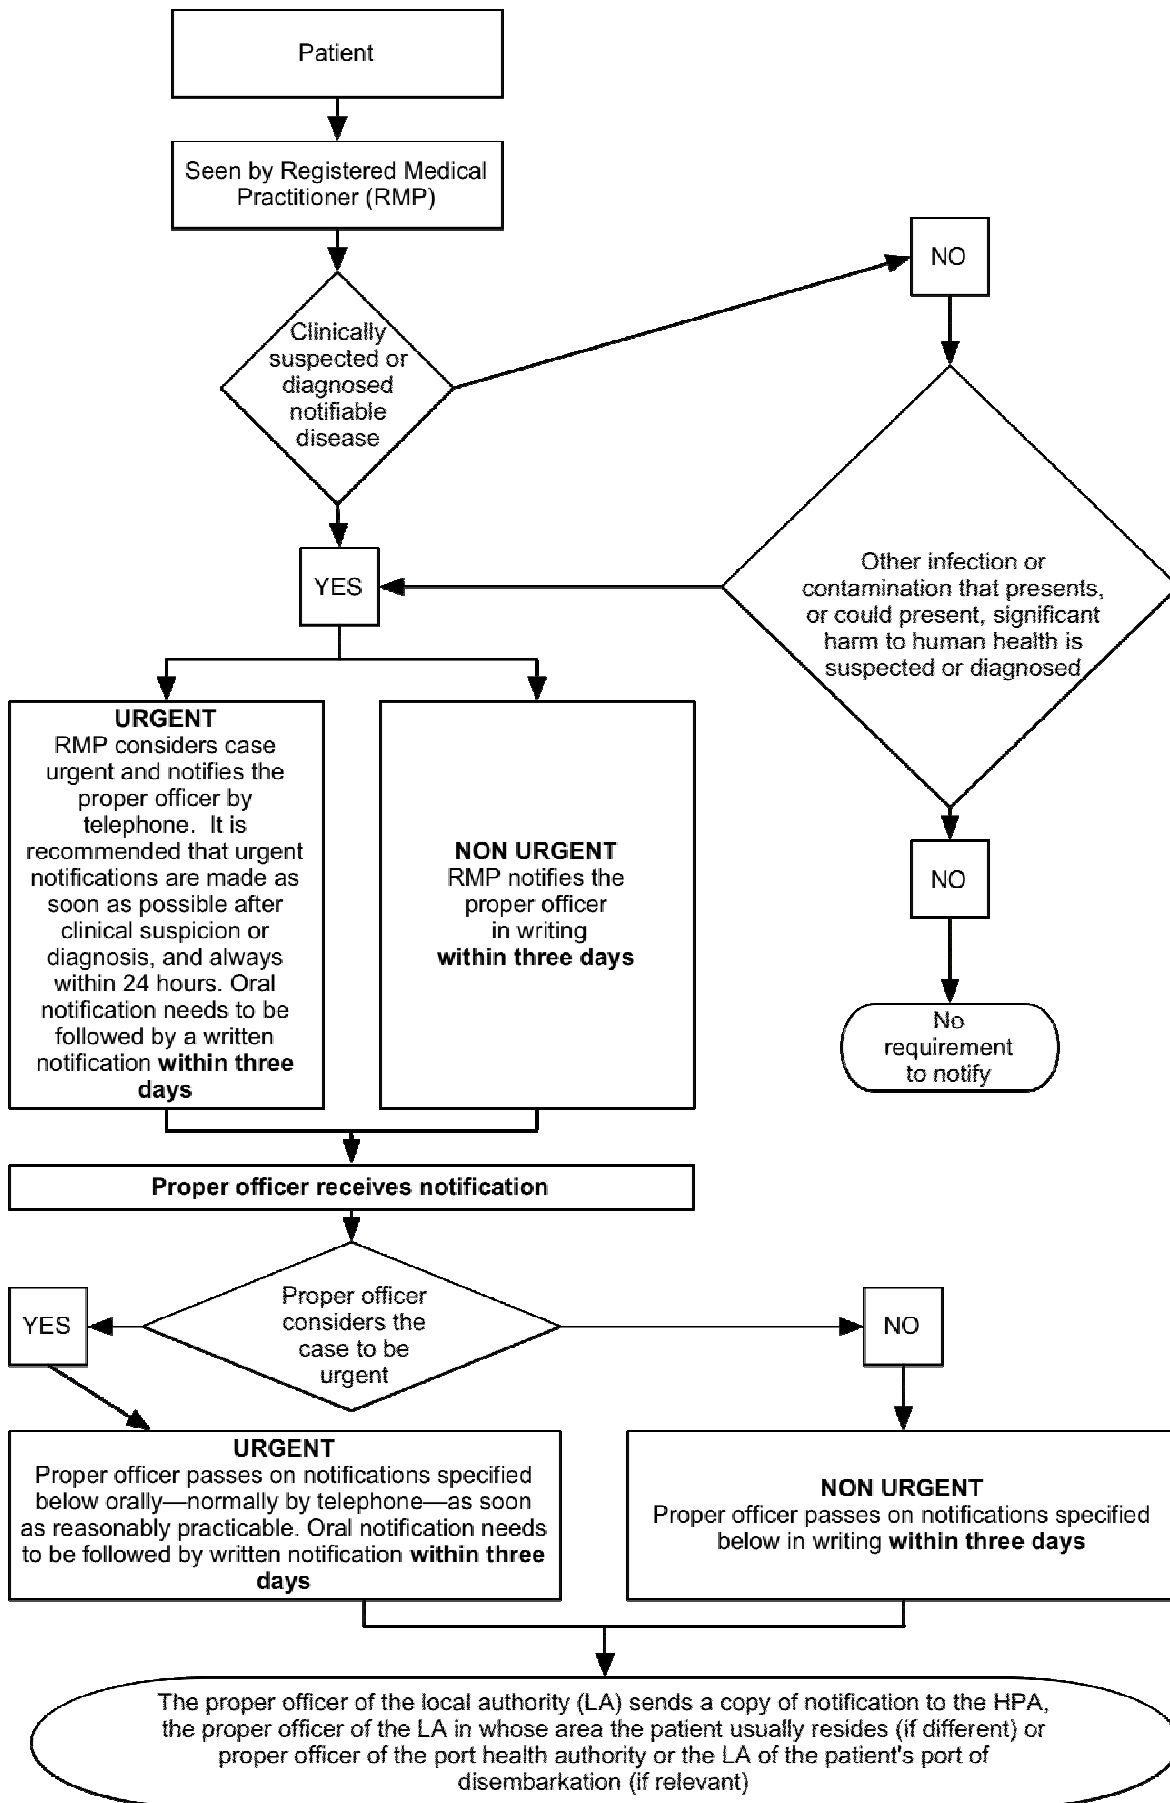 Patient
Seen by Registered Medical
Practitioner (RMP)
NO
Clinically
suspected or
diagnosed
notifiable
disease
YES
Other infection or
contamination that presents,
or could present, significant
harm to human health is
suspected or diagnosed
URGENT
RMP considers case
urgent and notifies the
proper officer by
telephone. It is
recommended that urgent
notifications are made as
soon as possible after
clinical suspicion or
diagnosis, and always
within 24 hours. Oral
notification needs to be
followed by a written
notification within three
days
NON URGENT
RMP notifies the
proper officer
in writing
within three days
NO
No
requirement
to notify
Proper officer receives notification
YES
Proper officer
considers the
case to be
urgent
NO
URGENT
Proper officer passes on notifications specified
below orally—normally by telephone—as soon
as reasonably practicable. Oral notification needs
to be followed by written notification within three
days
NON URGENT
Proper officer passes on notifications specified
below in writing within three days
The proper officer of the local authority (LA) sends a copy of notification to the HPA,
the proper officer of the LA in whose area the patient usually resides (if different) or
proper officer of the port health authority or the LA of the patient's port of
disembarkation (if relevant)